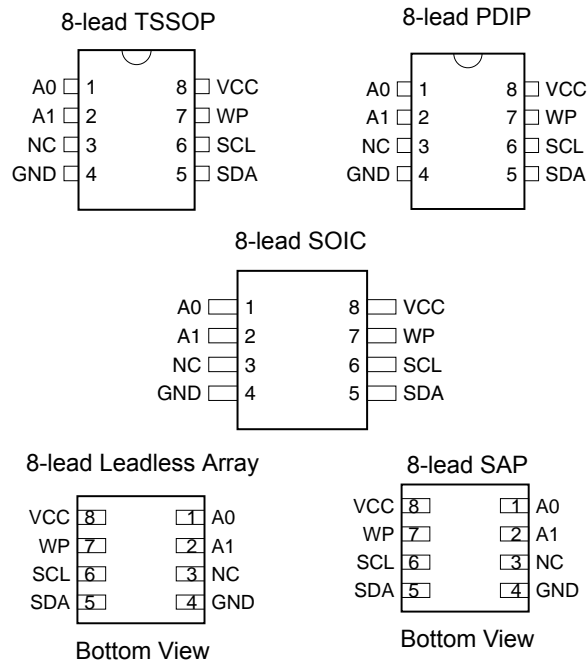 8-lead TSSOP
A0 1 8 VCC
A1 2 7 WP
NC 3 6 SCL
GND 4 5 SDA
8-lead PDIP
A0 1 8 VCC
A1 2 7 WP
NC 3 6 SCL
GND 4 5 SDA
8-lead SOIC
A0 1 8 VCC
A1 2 7 WP
NC 3 6 SCL
GND 4 5 SDA
8-lead Leadless Array
VCC 8 1 A0
WP 7 2 A1
SCL 6 3 NC
SDA 5 4 GND
Bottom View
8-lead SAP
VCC 8 1 A0
WP 7 2 A1
SCL 6 3 NC
SDA 5 4 GND
Bottom View